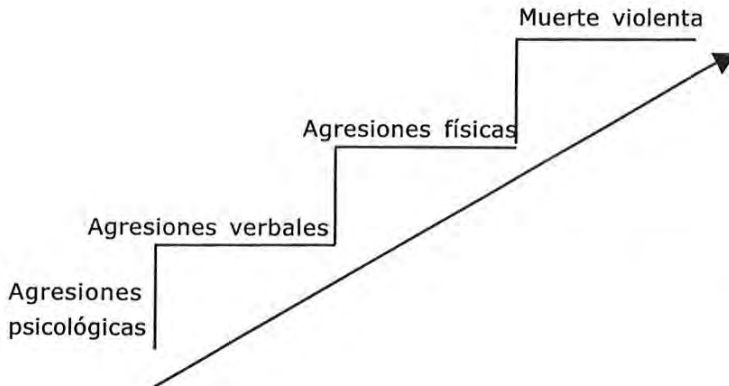 Muerte violenta
Agresiones físicas
Agresiones verbales
Agresiones
psicológicas